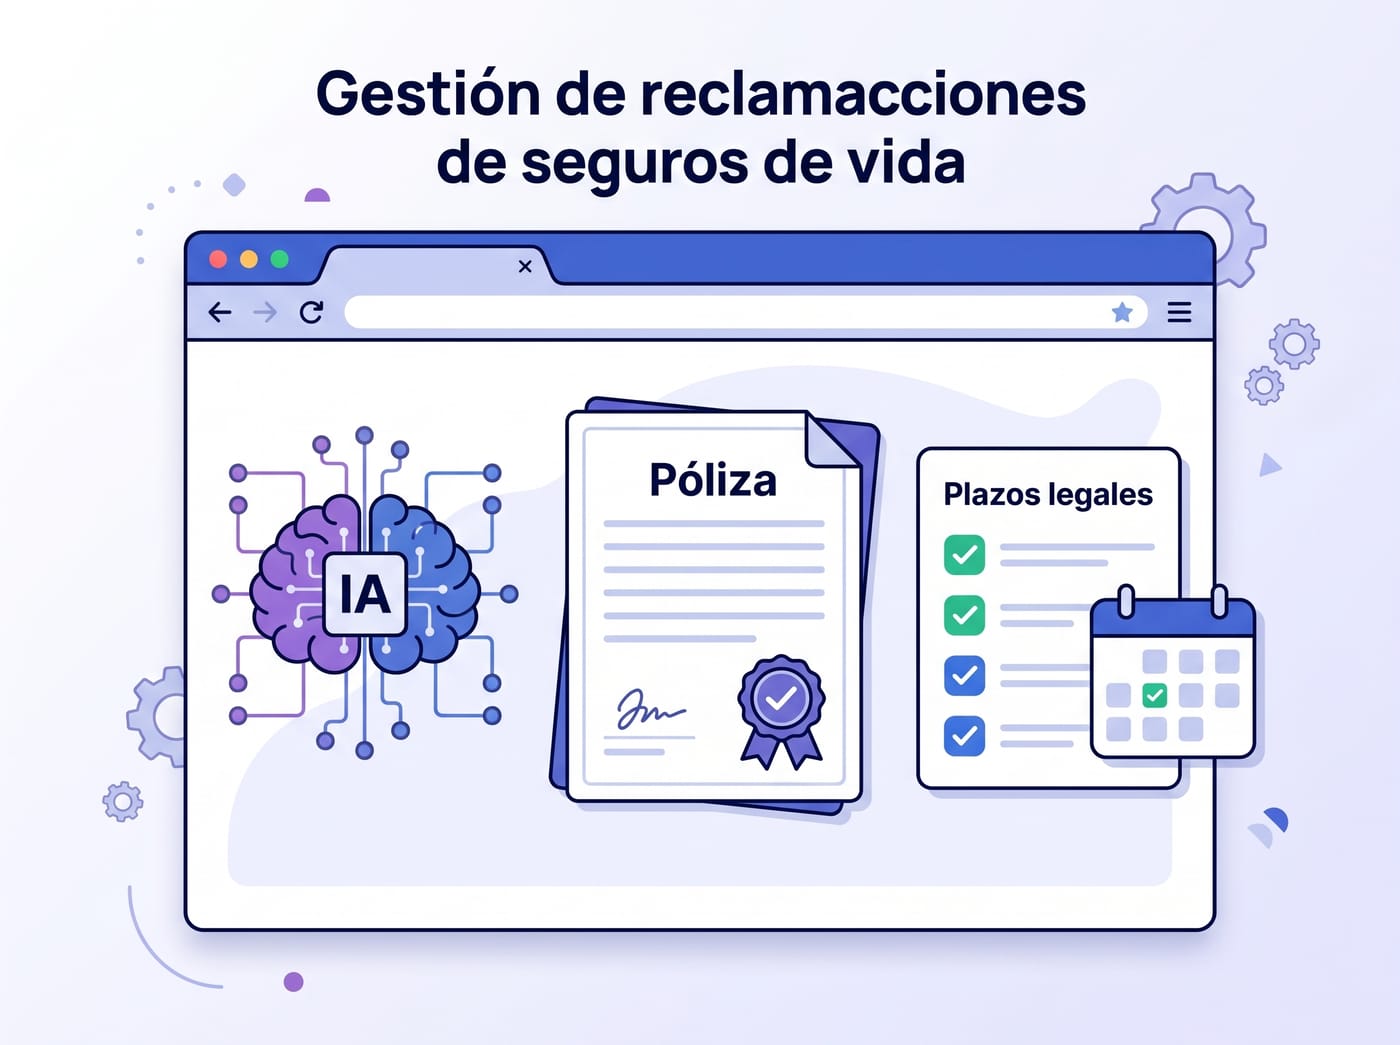 Gestión de reclamacciones
de seguros de vida
IA
Póliza
Plazos legales